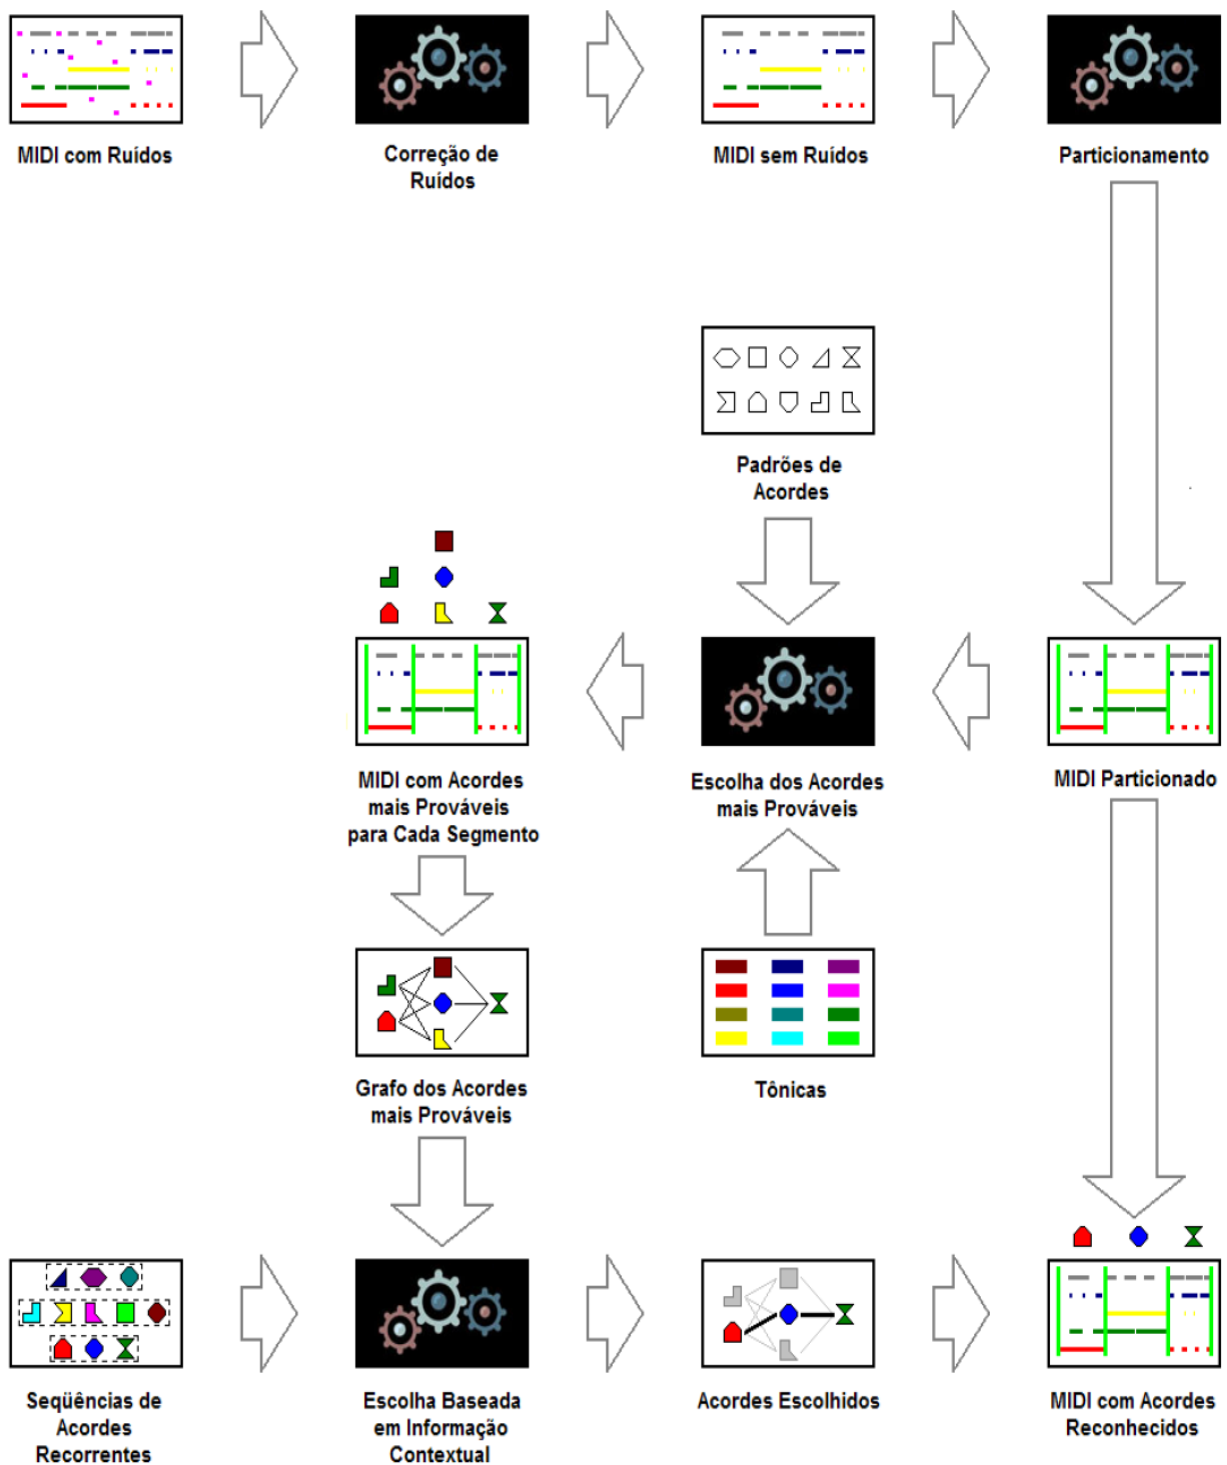 MIDI com Ruídos
Correção de
Ruídos
MIDI sem Ruídos
Particionamento
Padrões de
Acordes
MIDI com Acordes
mais Prováveis
para Cada Segmento
Escolha dos Acordes
mais Prováveis
MIDI Particionado
Grafo dos Acordes
mais Prováveis
Tônicas
Seqüências de
Acordes
Recorrentes
Escolha Baseada
em Informação
Contextual
Acordes Escolhidos
MIDI com Acordes
Reconhecidos